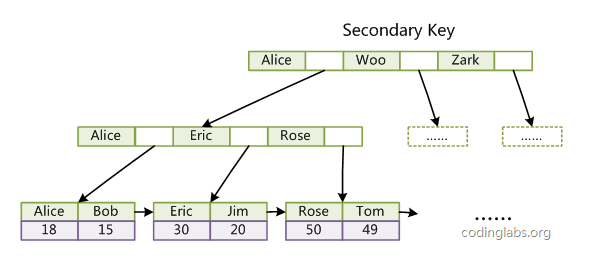 Secondary Key
Alice Woo Zark
Alice Eric Rose ...... ......
Alice Bob Eric Jim Rose Tom
18 15 30 20 50 49 ......
codinglabs.org